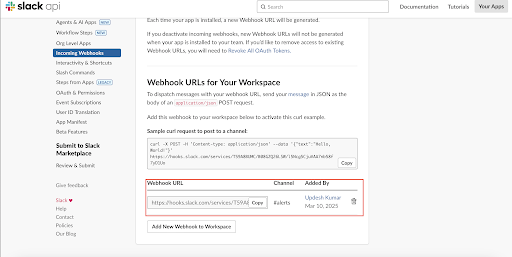 slack api
Search
Documentation
Tutorials
Your Apps
Agents & AI Apps NEW
Workflow Steps NEW
Org Level Apps
Incoming Webhooks
Interactivity & Shortcuts
Slash Commands
Steps from Apps LEGACY
OAuth & Permissions
Event Subscriptions
User ID Translation
App Manifest
Beta Features
Submit to Slack
Marketplace
Review & Submit
Give feedback
Slack
Help
Contact
Policies
Our Blog
Each time your app is installed, a new Webhook URL will be generated.
If you deactivate incoming webhooks, new Webhook URLs will not be generated
when your app is installed to your team. If you'd like to remove access to existing
Webhook URLs, you will need to Revoke All OAuth Tokens.
Webhook URLs for Your Workspace
To dispatch messages with your webhook URL, send your message in JSON as the
body of an application/json POST request.
Add this webhook to your workspace below to activate this curl example.
Sample curl request to post to a channel:
curl -X POST -H 'Content-type: application/json' --data '{"text":"Hello,
World!"}'
https://hooks.slack.com/services/
Copy
Webhook URL
Channel
Added By
https://hooks.slack.com/services/T59AI
Copy
#alerts
Updesh Kumar
Mar 10, 2025
Add New Webhook to Workspace